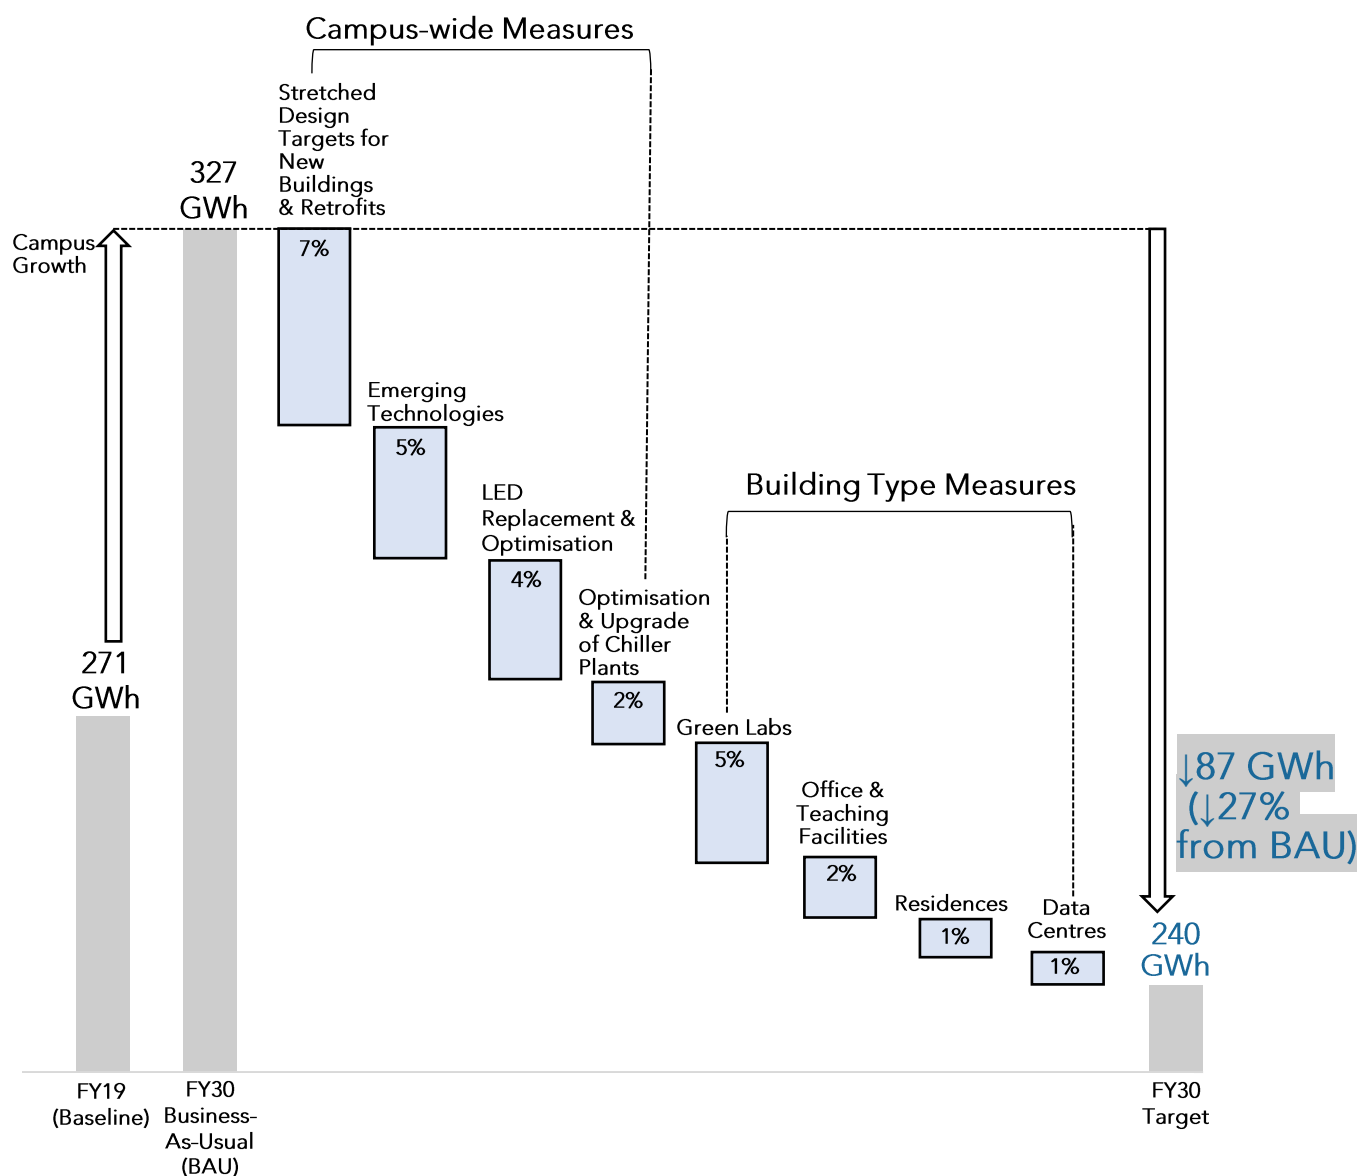 Campus-wide Measures
Stretched
Design
Targets for
New
Buildings
& Retrofits
327
GWh
Campus
Growth
7%
Emerging
Technologies
5%
LED
Replacement &
Optimisation
4%
Optimisation
& Upgrade
of Chiller
Plants
2%
Building Type Measures
271
GWh
Green Labs
5%
Office &
Teaching
Facilities
2%
Residences
1%
Data
Centres
1%
↓87 GWh
(↓27%
from BAU)
240
GWh
FY19
(Baseline)
FY30
Business-
As-Usual
(BAU)
FY30
Target